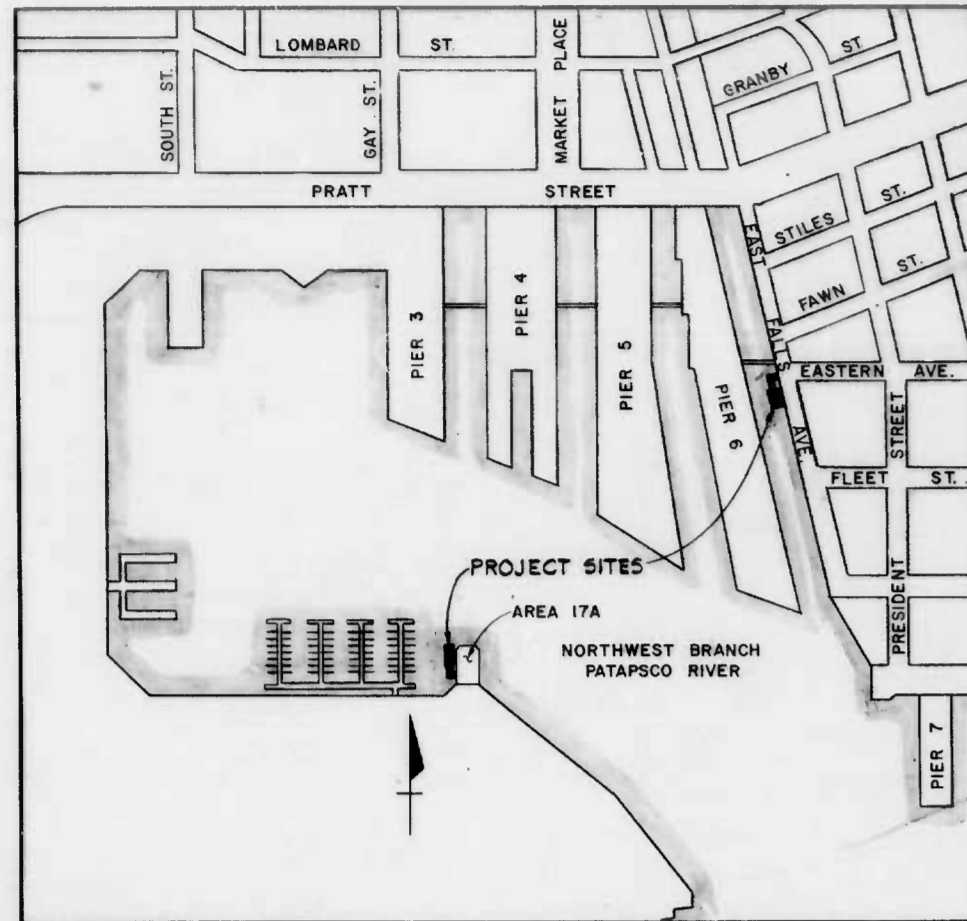 LOMBARD ST.
SOUTH ST.
GAY ST.
MARKET PLACE
GRANBY ST.
PRATT STREET
STILES ST.
FAWN ST.
EAST FALLS AVE.
EASTERN AVE.
FLEET ST.
PRESIDENT STREET
PIER 3
PIER 4
PIER 5
PIER 6
PROJECT SITES
AREA 17A
NORTHWEST BRANCH
PATAPSCO RIVER
PIER 7